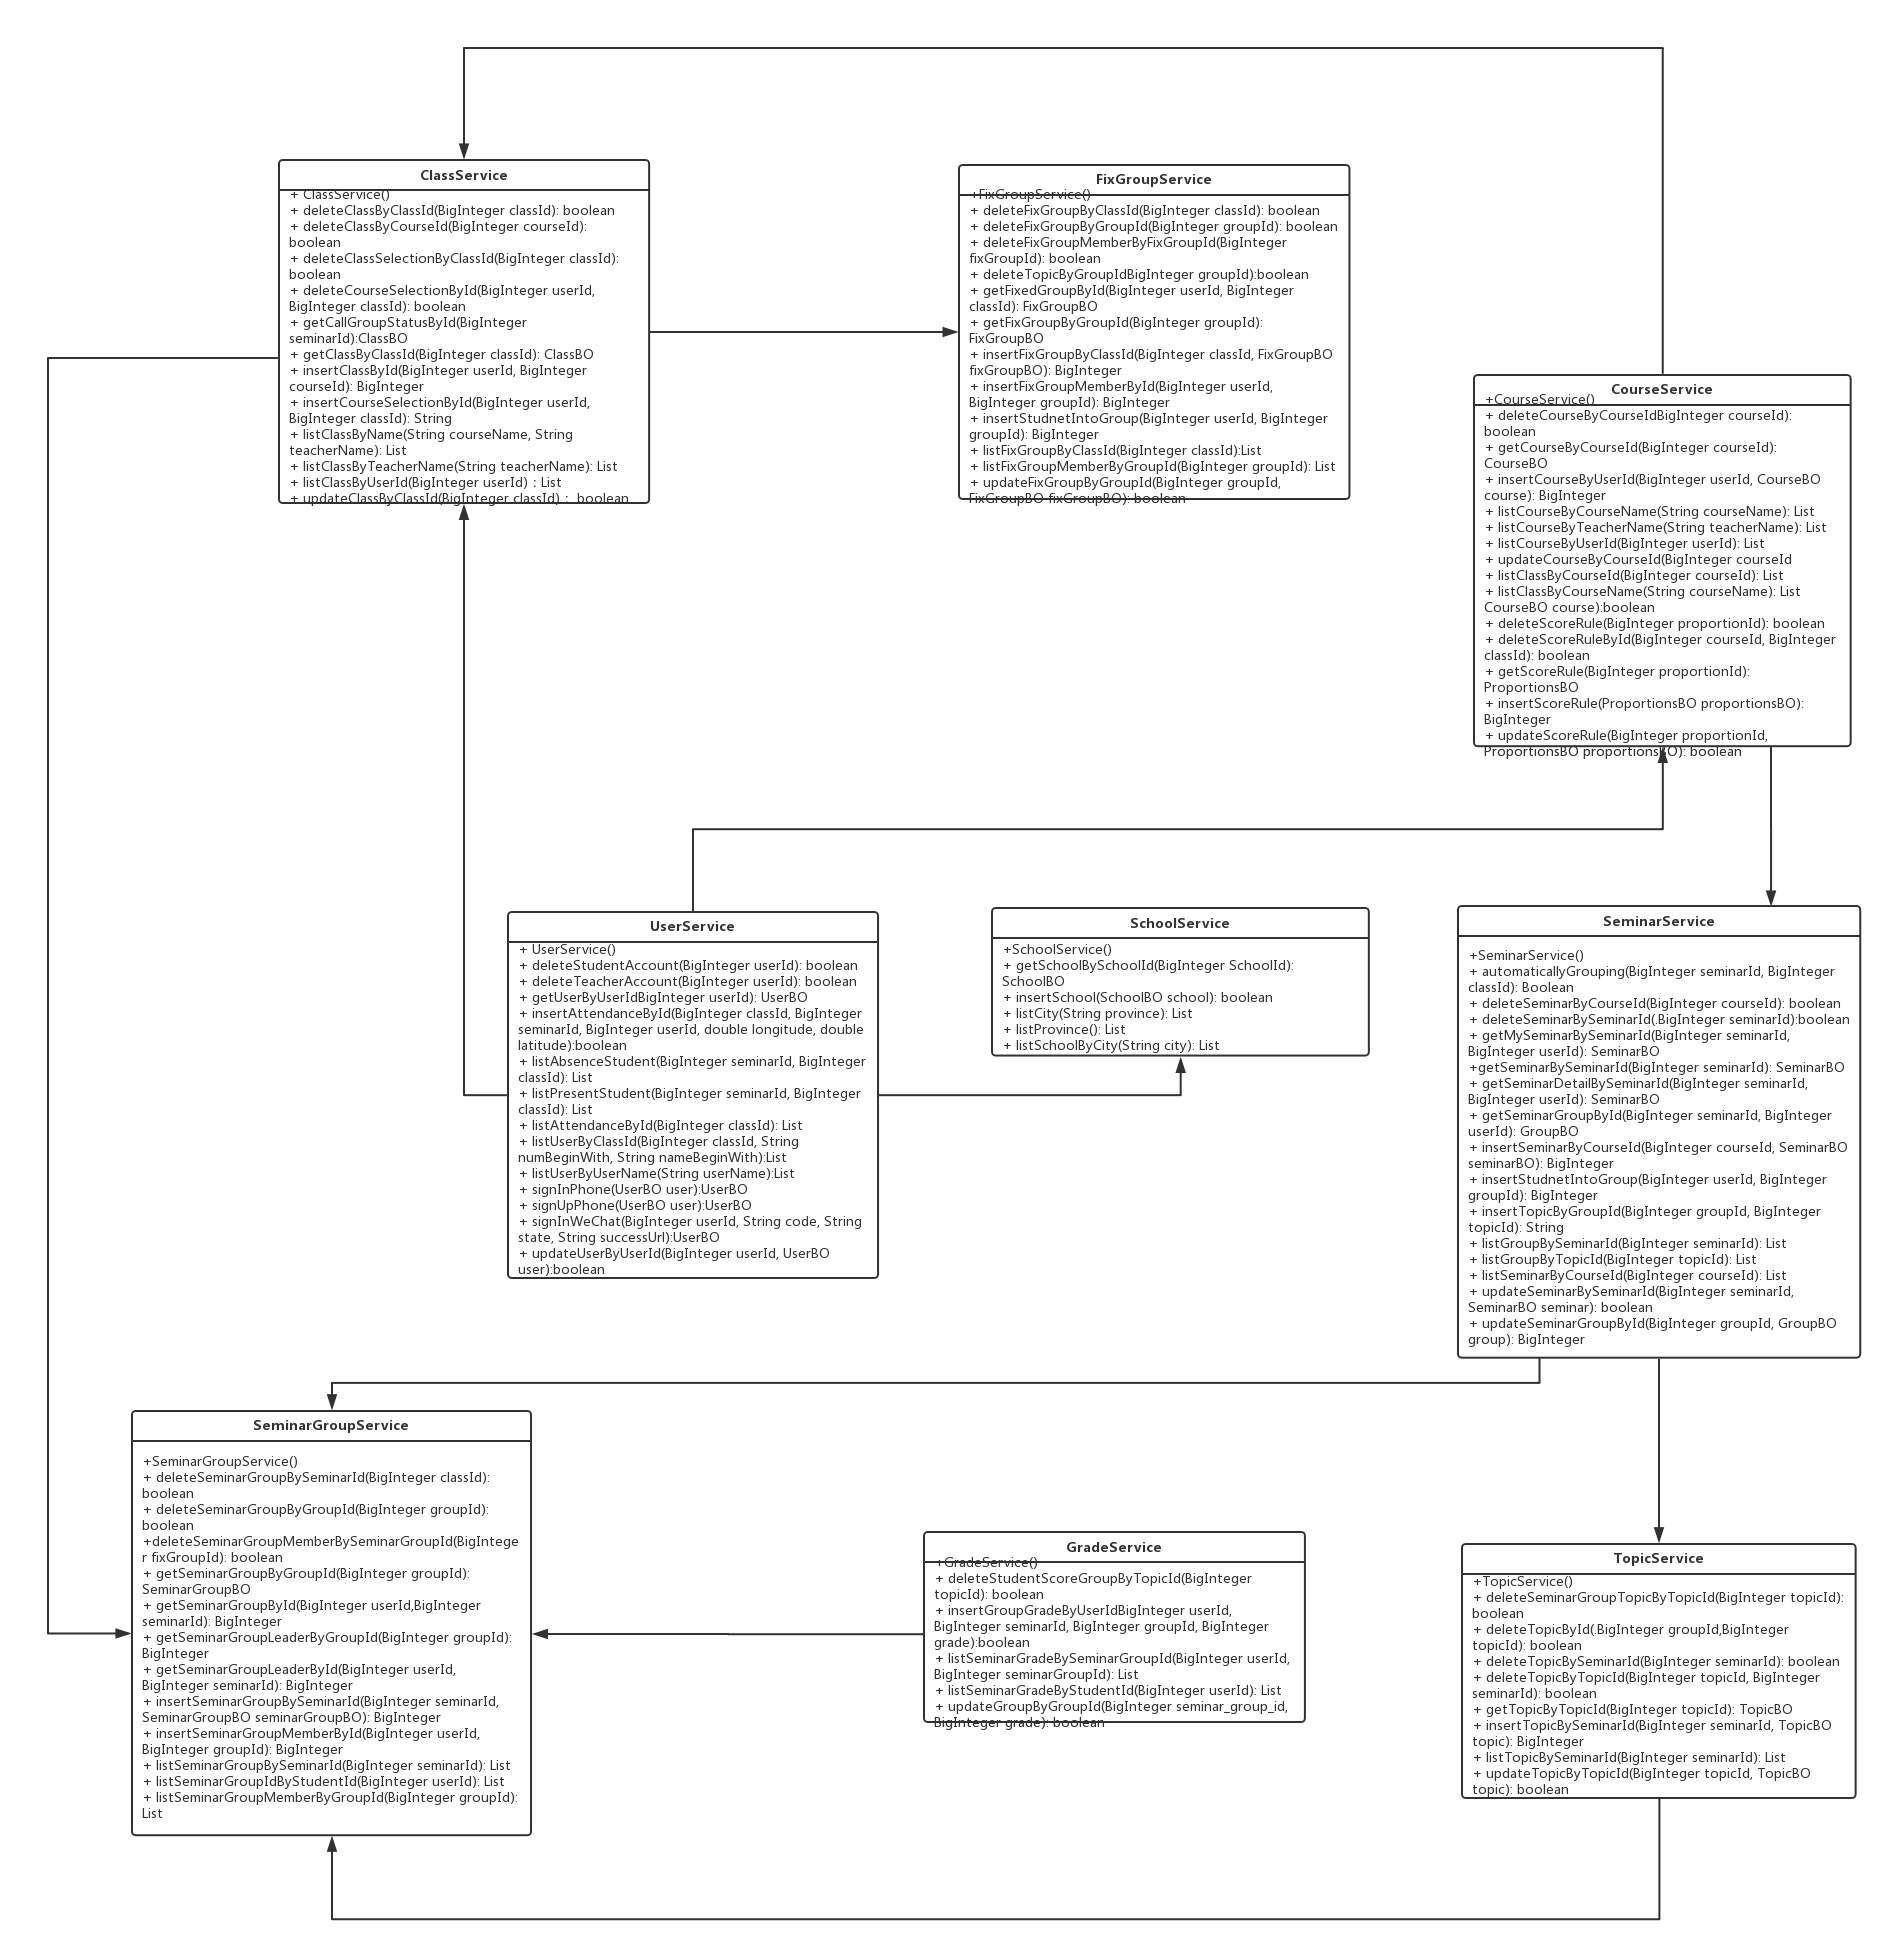 ClassService
+ ClassService()
+ deleteClassByClassId(BigInteger classId): boolean
+ deleteClassByCourseId(BigInteger courseId):
boolean
+ deleteClassSelectionByClassId(BigInteger classId):
boolean
+ deleteCourseSelectionById(BigInteger userId,
BigInteger classId): boolean
+ getCallGroupStatusById(BigInteger
seminarId):ClassBO
+ getClassByClassId(BigInteger classId): ClassBO
+ insertClassById(BigInteger userId, BigInteger
courseId): BigInteger
+ insertCourseSelectionById(BigInteger userId,
BigInteger classId): String
+ listClassByName(String courseName, String
teacherName): List
+ listClassByTeacherName(String teacherName): List
+ listClassByUserId(BigInteger userId)：List
+ updateClassByClassId(BigInteger classId)： boolean
FixGroupService
+FixGroupService()
+ deleteFixGroupByClassId(BigInteger classId): boolean
+ deleteFixGroupByGroupId(BigInteger groupId): boolean
+ deleteFixGroupMemberByFixGroupId(BigInteger
fixGroupId): boolean
+ deleteTopicByGroupIdBigInteger groupId):boolean
+ getFixedGroupById(BigInteger userId, BigInteger
classId): FixGroupBO
+ getFixGroupByGroupId(BigInteger groupId):
FixGroupBO
+ insertFixGroupByClassId(BigInteger classId, FixGroupBO
fixGroupBO): BigInteger
+ insertFixGroupMemberById(BigInteger userId,
BigInteger groupId): BigInteger
+ insertStudnetIntoGroup(BigInteger userId, BigInteger
groupId): BigInteger
+ listFixGroupByClassId(BigInteger classId):List
+ listFixGroupMemberByGroupId(BigInteger groupId): List
+ updateFixGroupByGroupId(BigInteger groupId,
FixGroupBO fixGroupBO): boolean
CourseService
+CourseService()
+ deleteCourseByCourseIdBigInteger courseId):
boolean
+ getCourseByCourseId(BigInteger courseId):
CourseBO
+ insertCourseByUserId(BigInteger userId, CourseBO
course): BigInteger
+ listCourseByCourseName(String courseName): List
+ listCourseByTeacherName(String teacherName): List
+ listCourseByUserId(BigInteger userId): List
+ updateCourseByCourseId(BigInteger courseId
+ listClassByCourseId(BigInteger courseId): List
+ listClassByCourseName(String courseName): List
CourseBO course):boolean
+ deleteScoreRule(BigInteger proportionId): boolean
+ deleteScoreRuleById(BigInteger courseId, BigInteger
classId): boolean
+ getScoreRule(BigInteger proportionId):
ProportionsBO
+ insertScoreRule(ProportionsBO proportionsBO):
BigInteger
+ updateScoreRule(BigInteger proportionId,
ProportionsBO proportionsBO): boolean
UserService
+ UserService()
+ deleteStudentAccount(BigInteger userId): boolean
+ deleteTeacherAccount(BigInteger userId): boolean
+ getUserByUserIdBigInteger userId): UserBO
+ insertAttendanceById(BigInteger classId, BigInteger
seminarId, BigInteger userId, double longitude, double
latitude):boolean
+ listAbsenceStudent(BigInteger seminarId, BigInteger
classId): List
+ listPresentStudent(BigInteger seminarId, BigInteger
classId): List
+ listAttendanceById(BigInteger classId): List
+ listUserByClassId(BigInteger classId, String
numBeginWith, String nameBeginWith):List
+ listUserByUserName(String userName):List
+ signInPhone(UserBO user):UserBO
+ signUpPhone(UserBO user):UserBO
+ signInWeChat(BigInteger userId, String code, String
state, String successUrl):UserBO
+ updateUserByUserId(BigInteger userId, UserBO
user):boolean
SchoolService
+SchoolService()
+ getSchoolBySchoolId(BigInteger SchoolId):
SchoolBO
+ insertSchool(SchoolBO school): boolean
+ listCity(String province): List
+ listProvince(): List
+ listSchoolByCity(String city): List
SeminarService
+SeminarService()
+ automaticallyGrouping(BigInteger seminarId, BigInteger
classId): Boolean
+ deleteSeminarByCourseId(BigInteger courseId): boolean
+ deleteSeminarBySeminarId(.BigInteger seminarId):boolean
+ getMySeminarBySeminarId(BigInteger seminarId,
BigInteger userId): SeminarBO
+getSeminarBySeminarId(BigInteger seminarId): SeminarBO
+ getSeminarDetailBySeminarId(BigInteger seminarId,
BigInteger userId): SeminarBO
+ getSeminarGroupById(BigInteger seminarId, BigInteger
userId): GroupBO
+ insertSeminarByCourseId(BigInteger courseId, SeminarBO
seminarBO): BigInteger
+ insertStudnetIntoGroup(BigInteger userId, BigInteger
groupId): BigInteger
+ insertTopicByGroupId(BigInteger groupId, BigInteger
topicId): String
+ listGroupBySeminarId(BigInteger seminarId): List
+ listGroupByTopicId(BigInteger topicId): List
+ listSeminarByCourseId(BigInteger courseId): List
+ updateSeminarBySeminarId(BigInteger seminarId,
SeminarBO seminar): boolean
+ updateSeminarGroupById(BigInteger groupId, GroupBO
group): BigInteger
SeminarGroupService
+SeminarGroupService()
+ deleteSeminarGroupBySeminarId(BigInteger classId):
boolean
+ deleteSeminarGroupByGroupId(BigInteger groupId):
boolean
+deleteSeminarGroupMemberBySeminarGroupId(BigIntege
r fixGroupId): boolean
+ getSeminarGroupByGroupId(BigInteger groupId):
SeminarGroupBO
+ getSeminarGroupById(BigInteger userId,BigInteger
seminarId): BigInteger
+ getSeminarGroupLeaderByGroupId(BigInteger groupId):
BigInteger
+ getSeminarGroupLeaderById(BigInteger userId,
BigInteger seminarId): BigInteger
+ insertSeminarGroupBySeminarId(BigInteger seminarId,
SeminarGroupBO seminarGroupBO): BigInteger
+ insertSeminarGroupMemberById(BigInteger userId,
BigInteger groupId): BigInteger
+ listSeminarGroupBySeminarId(BigInteger seminarId): List
+ listSeminarGroupIdByStudentId(BigInteger userId): List
+ listSeminarGroupMemberByGroupId(BigInteger groupId):
List
GradeService
+GradeService()
+ deleteStudentScoreGroupByTopicId(BigInteger
topicId): boolean
+ insertGroupGradeByUserIdBigInteger userId,
BigInteger seminarId, BigInteger groupId, BigInteger
grade):boolean
+ listSeminarGradeBySeminarGroupId(BigInteger userId,
BigInteger seminarGroupId): List
+ listSeminarGradeByStudentId(BigInteger userId): List
+ updateGroupByGroupId(BigInteger seminar_group_id,
BigInteger grade): boolean
TopicService
+TopicService()
+ deleteSeminarGroupTopicByTopicId(BigInteger topicId):
boolean
+ deleteTopicById(.BigInteger groupId,BigInteger
topicId): boolean
+ deleteTopicBySeminarId(BigInteger seminarId): boolean
+ deleteTopicByTopicId(BigInteger topicId, BigInteger
seminarId): boolean
+ getTopicByTopicId(BigInteger topicId): TopicBO
+ insertTopicBySeminarId(BigInteger seminarId, TopicBO
topic): BigInteger
+ listTopicBySeminarId(BigInteger seminarId): List
+ updateTopicByTopicId(BigInteger topicId, TopicBO
topic): boolean